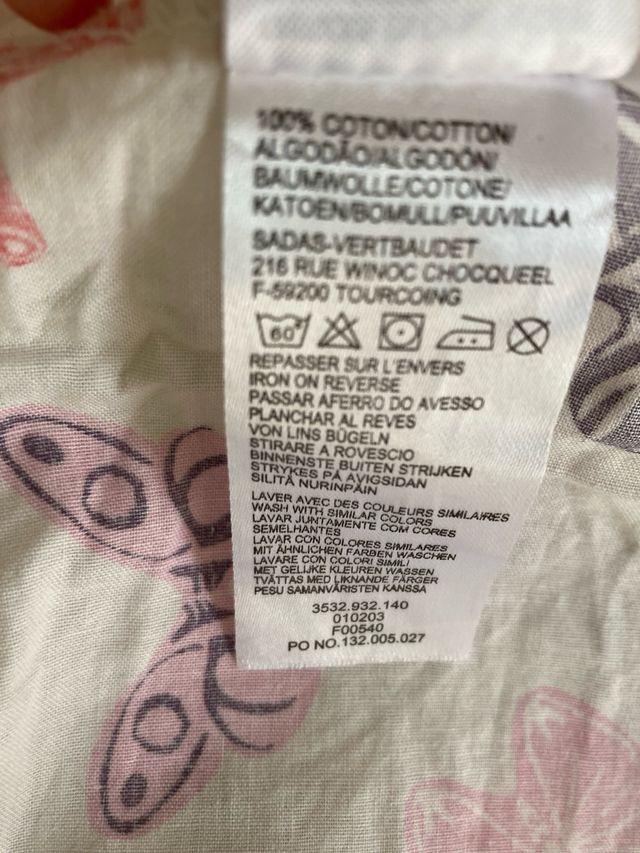 100% COTON/COTTON/
ALGODÃO/ALGODÓN/
BAUMWOLLE/COTONE/
KATOEN/BOMULL/PUUVILLAA
SADAS-VERTBAUDET
216 RUE WINOC CHOCQUEEL
F-59200 TOURCOING
60°
REPASSER SUR L'ENVERS
IRON ON REVERSE
PASSAR AFERRO DO AVESSO
PLANCHAR AL REVES
VON LINS BÜGELN
STIRARE A ROVESCIO
BINNENSTE BUITEN STRIJKEN
STRYKES PÅ AVIGSIDAN
SILITÄ NURINPÄIN
LAVER AVEC DES COULEURS SIMILAIRES
WASH WITH SIMILAR COLORS
LAVAR JUNTAMENTE COM CORES
SEMELHANTES
LAVAR CON COLORES SIMILARES
MIT ÄHNLICHEN FARBEN WASCHEN
LAVARE CON COLORI SIMILI
MET GELIJKE KLEUREN WASSEN
TVÄTTAS MED LIKNANDE FÄRGER
PESU SAMANVÄRISTEN KANSSA
3532.932.140
010203
F00540
PO NO.132.005.027